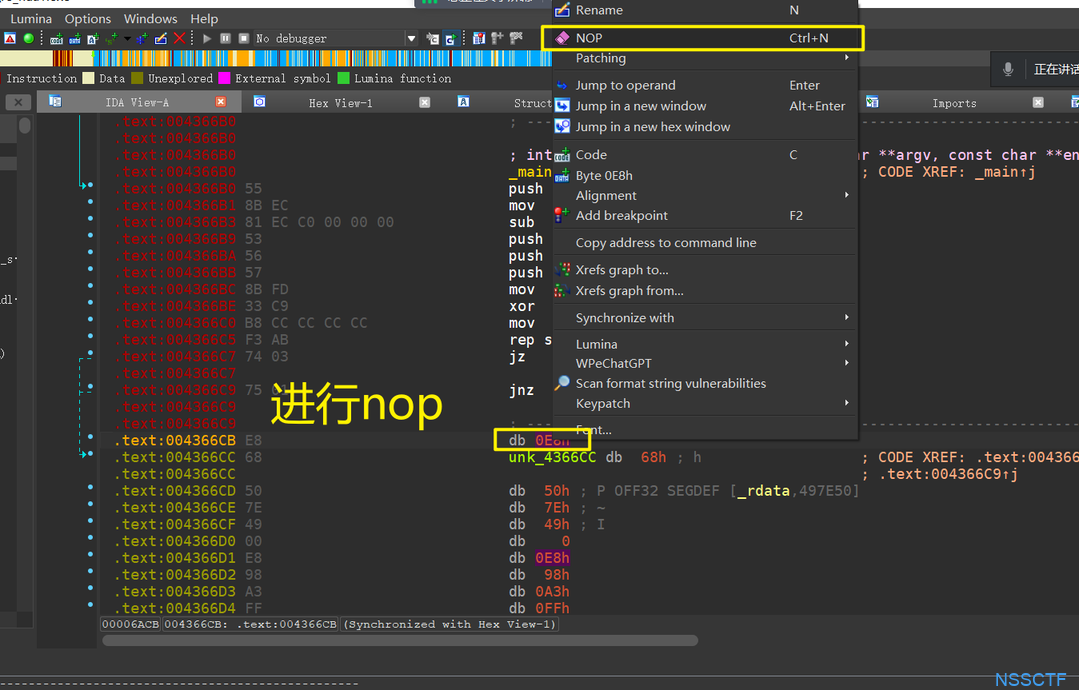 Lumina Options Windows Help
No debugger
Instruction Data Unexplored External symbol Lumina function
IDA View-A Hex View-1 Struct Imports
正在讲话
Rename N
NOP Ctrl+N
Patching
Jump to operand Enter
Jump in a new window Alt+Enter
Jump in a new hex window
Code C
Byte 0E8h
Alignment
Add breakpoint F2
Copy address to command line
Xrefs graph to...
Xrefs graph from...
Synchronize with
Lumina
WPeChatGPT
Scan format string vulnerabilities
Keypatch
Font...
.text:004366B0 ; ---
.text:004366B0
.text:004366B0 ; int **argv, const char **en
.text:004366B0 _main ; CODE XREF: _main↑j
.text:004366B0 55 push
.text:004366B1 8B EC mov
.text:004366B3 81 EC C0 00 00 00 sub
.text:004366B9 53 push
.text:004366BA 56 push
.text:004366BB 57 push
.text:004366BC 8B FD mov
.text:004366BE 33 C9 xor
.text:004366C0 B8 CC CC CC CC mov
.text:004366C5 F3 AB rep s
.text:004366C7 74 03 jz
.text:004366C7
.text:004366C9 75 jnz
.text:004366C9
.text:004366C9 ; ---
进行nop
.text:004366CB E8 db 0E8h
.text:004366CC 68 unk_4366CC db 68h ; h ; CODE XREF: .text:004366
.text:004366CC ; .text:004366C9↑j
.text:004366CD 50 db 50h ; P OFF32 SEGDEF [_rdata,497E50]
.text:004366CE 7E db 7Eh ; ~
.text:004366CF 49 db 49h ; I
.text:004366D0 00 db 0
.text:004366D1 E8 db 0E8h
.text:004366D2 98 db 98h
.text:004366D3 A3 db 0A3h
.text:004366D4 FF db 0FFh
00006ACB 004366CB: .text:004366CB (Synchronized with Hex View-1)
NSSCTF